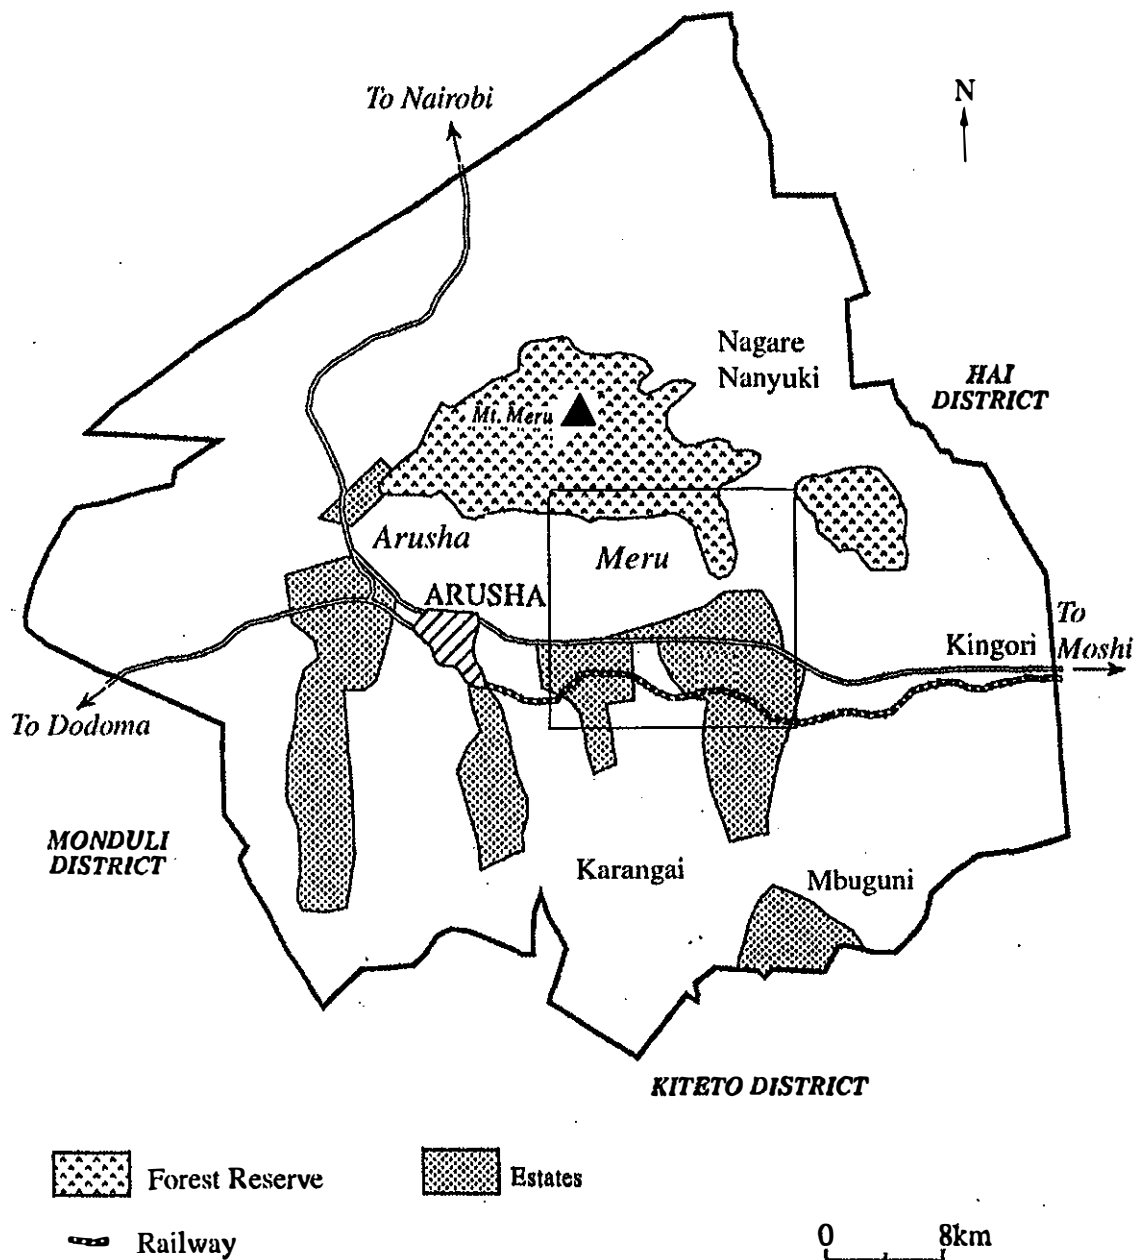 To Nairobi
N
Nagare
Nanyuki
HAI
DISTRICT
Mt. Meru
Arusha
Meru
ARUSHA
To
Moshi
Kingori
To Dodoma
MONDULI
DISTRICT
Karangai
Mbuguni
KITETO DISTRICT
Forest Reserve
Estates
Railway
0 8km